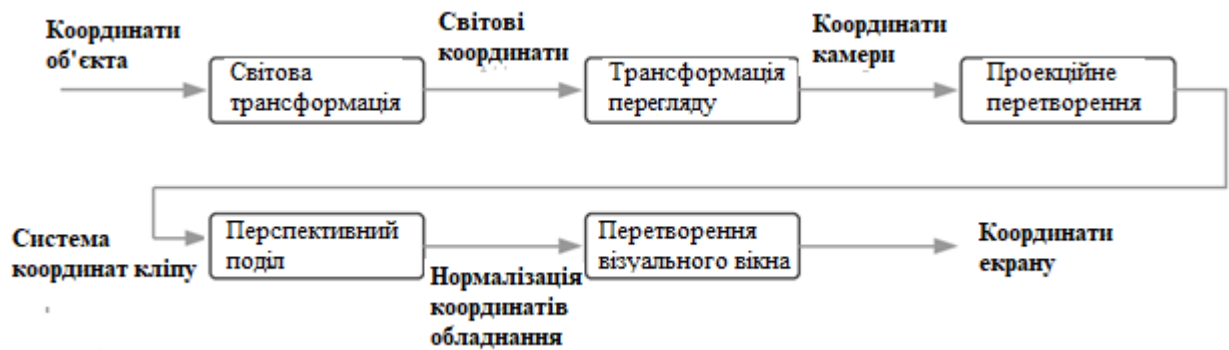 Координати
об'єкта
Світова
трансформація
Світові
координати
Трансформація
перегляду
Координати
камери
Проекційне
перетворення
Система
координат кліпу
Перспективний
поділ
Нормалізація
координатів
обладнання
Перетворення
візуального вікна
Координати
екрану